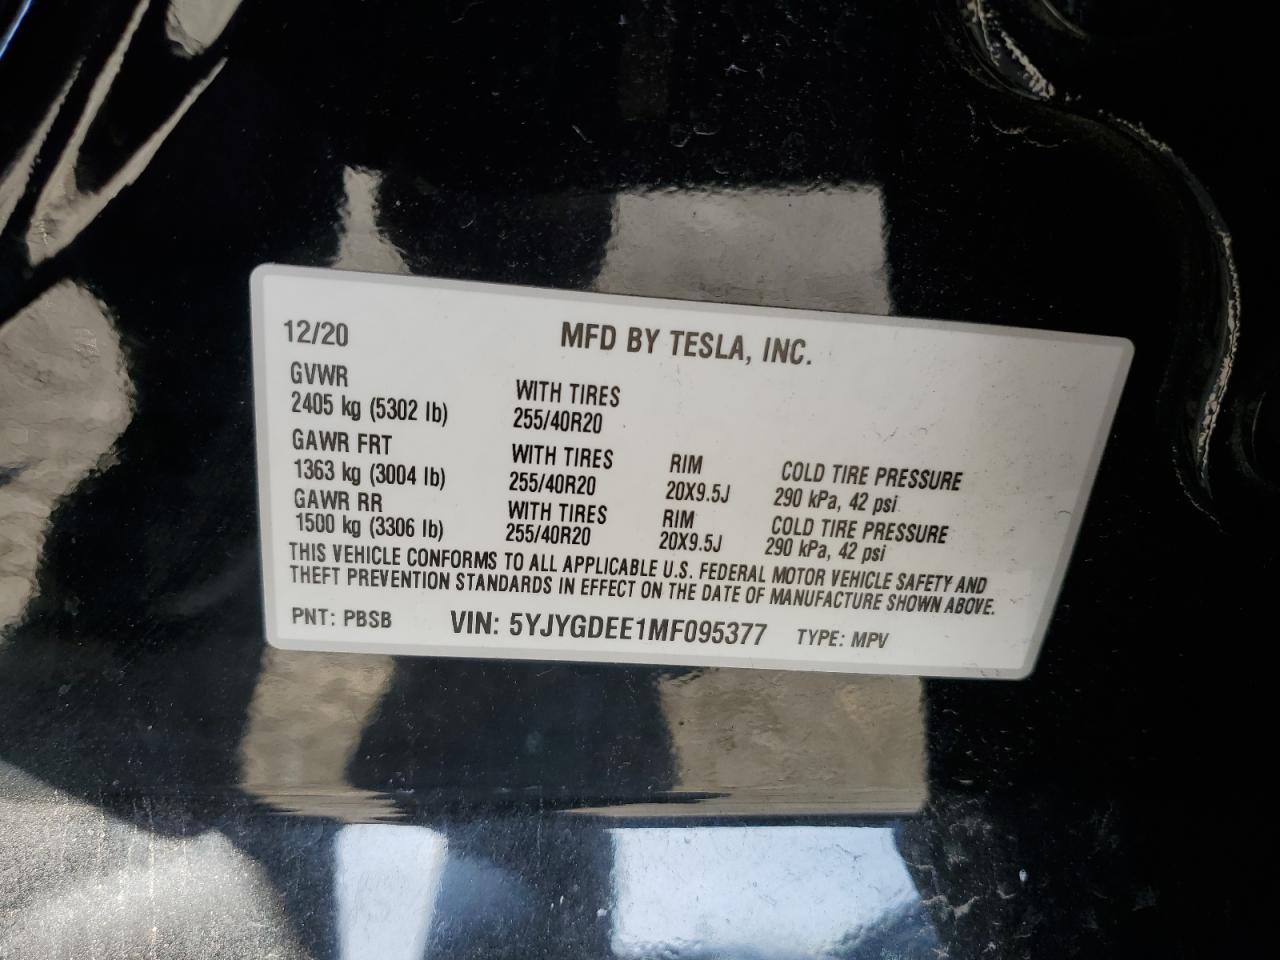 12/20 MFD BY TESLA, INC.
GVWR WITH TIRES
2405 kg (5302 lb) 255/40R20
GAWR FRT WITH TIRES RIM COLD TIRE PRESSURE
1363 kg (3004 lb) 255/40R20 20X9.5J 290 kPa, 42 psi
GAWR RR WITH TIRES RIM COLD TIRE PRESSURE
1500 kg (3306 lb) 255/40R20 20X9.5J 290 kPa, 42 psi
THIS VEHICLE CONFORMS TO ALL APPLICABLE U.S. FEDERAL MOTOR VEHICLE SAFETY AND
THEFT PREVENTION STANDARDS IN EFFECT ON THE DATE OF MANUFACTURE SHOWN ABOVE.
PNT: PBSB VIN: 5YJYGDEE1MF095377 TYPE: MPV